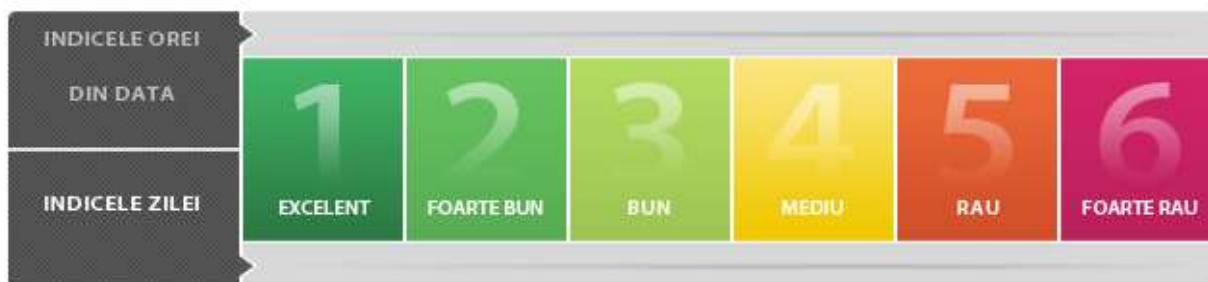 INDICELE OREI
DIN DATA
INDICELE ZILEI
1 2 3 4 5 6
EXCELENT FOARTE BUN BUN MEDIU RAU FOARTE RAU